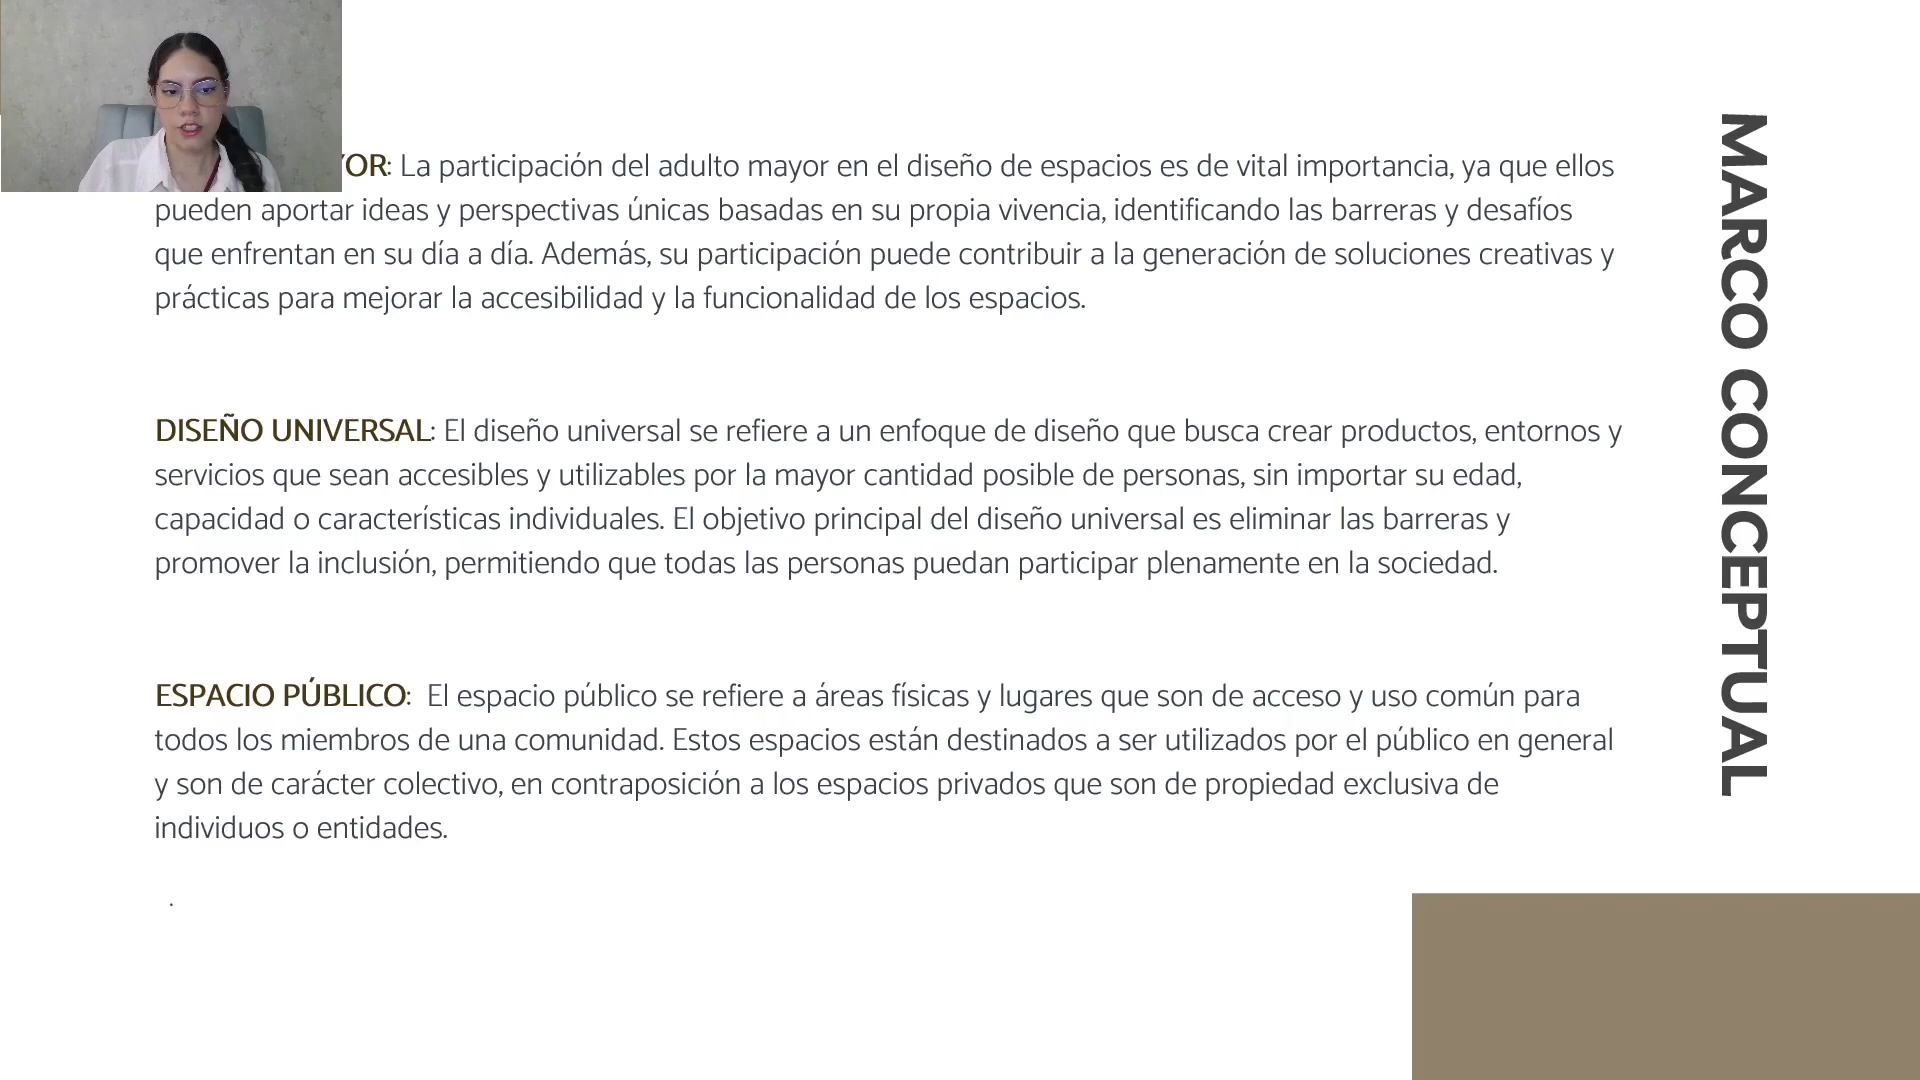 YOR: La participación del adulto mayor en el diseño de espacios es de vital importancia, ya que ellos
pueden aportar ideas y perspectivas únicas basadas en su propia vivencia, identificando las barreras y desafíos
que enfrentan en su día a día. Además, su participación puede contribuir a la generación de soluciones creativas y
prácticas para mejorar la accesibilidad y la funcionalidad de los espacios.
DISEÑO UNIVERSAL: El diseño universal se refiere a un enfoque de diseño que busca crear productos, entornos y
servicios que sean accesibles y utilizables por la mayor cantidad posible de personas, sin importar su edad,
capacidad o características individuales. El objetivo principal del diseño universal es eliminar las barreras y
promover la inclusión, permitiendo que todas las personas puedan participar plenamente en la sociedad.
ESPACIO PÚBLICO: El espacio público se refiere a áreas físicas y lugares que son de acceso y uso común para
todos los miembros de una comunidad. Estos espacios están destinados a ser utilizados por el público en general
y son de carácter colectivo, en contraposición a los espacios privados que son de propiedad exclusiva de
individuos o entidades.
.
MARCO CONCEPTUAL